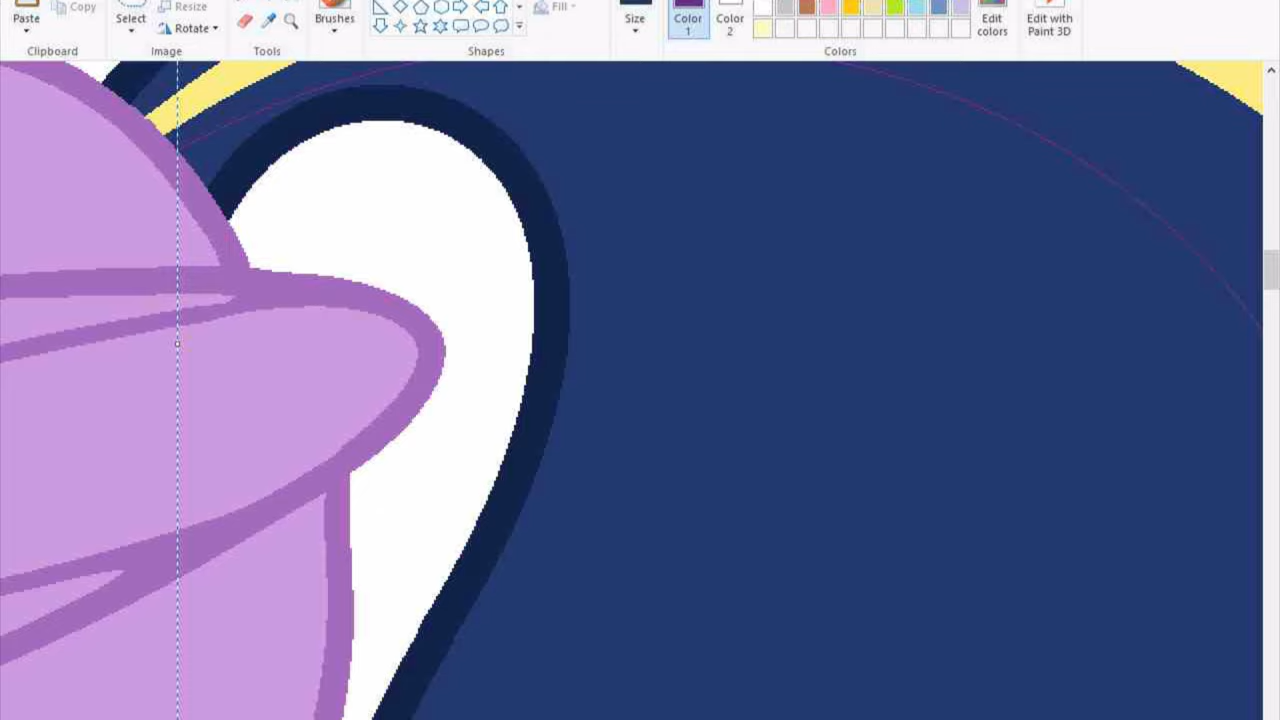 Copy
Resize
Fill
Paste
Select
Rotate
Brushes
Size
Color
1
Color
2
Edit
colors
Edit with
Paint 3D
Clipboard
Image
Tools
Shapes
Colors